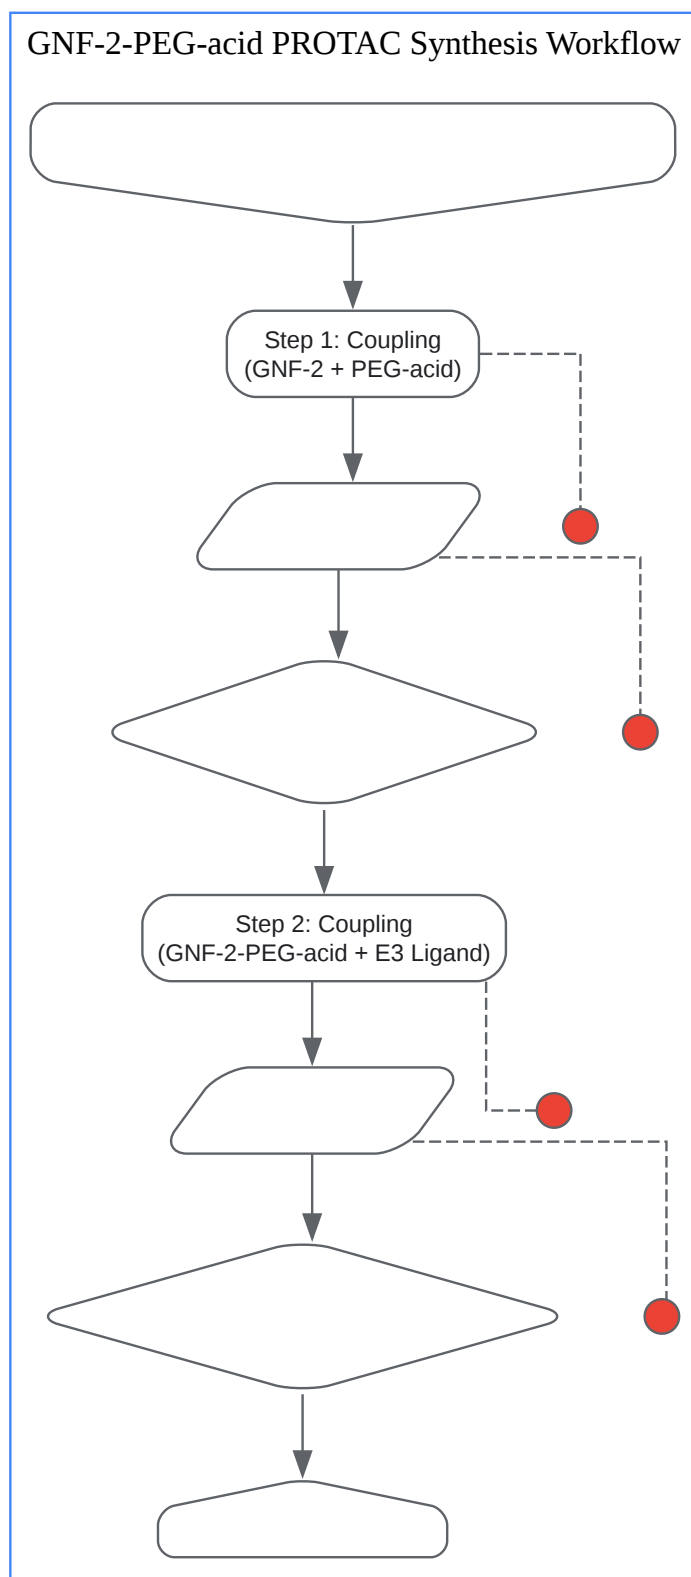 GNF-2-PEG-acid PROTAC Synthesis Workflow
Step 1: Coupling
(GNF-2 + PEG-acid)
Step 2: Coupling
(GNF-2-PEG-acid + E3 Ligand)